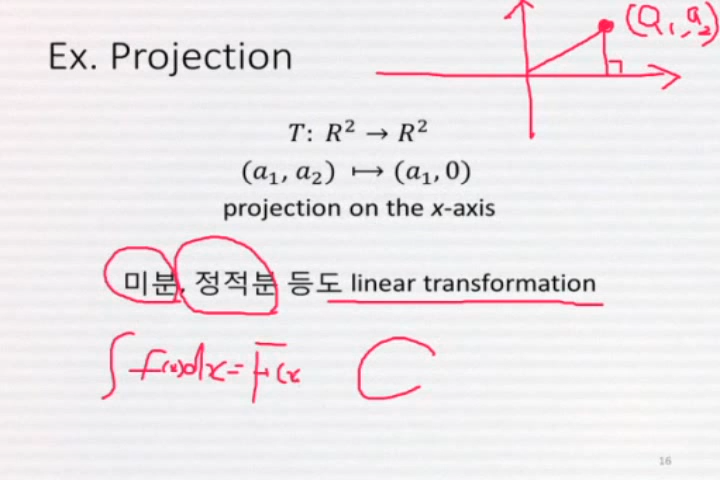 Ex. Projection
(a₁, a₂)
T: R² → R²
(a₁, a₂) ↦ (a₁, 0)
projection on the x-axis
미분, 정적분 등도 linear transformation
∫f(x)dx = F(x C
16